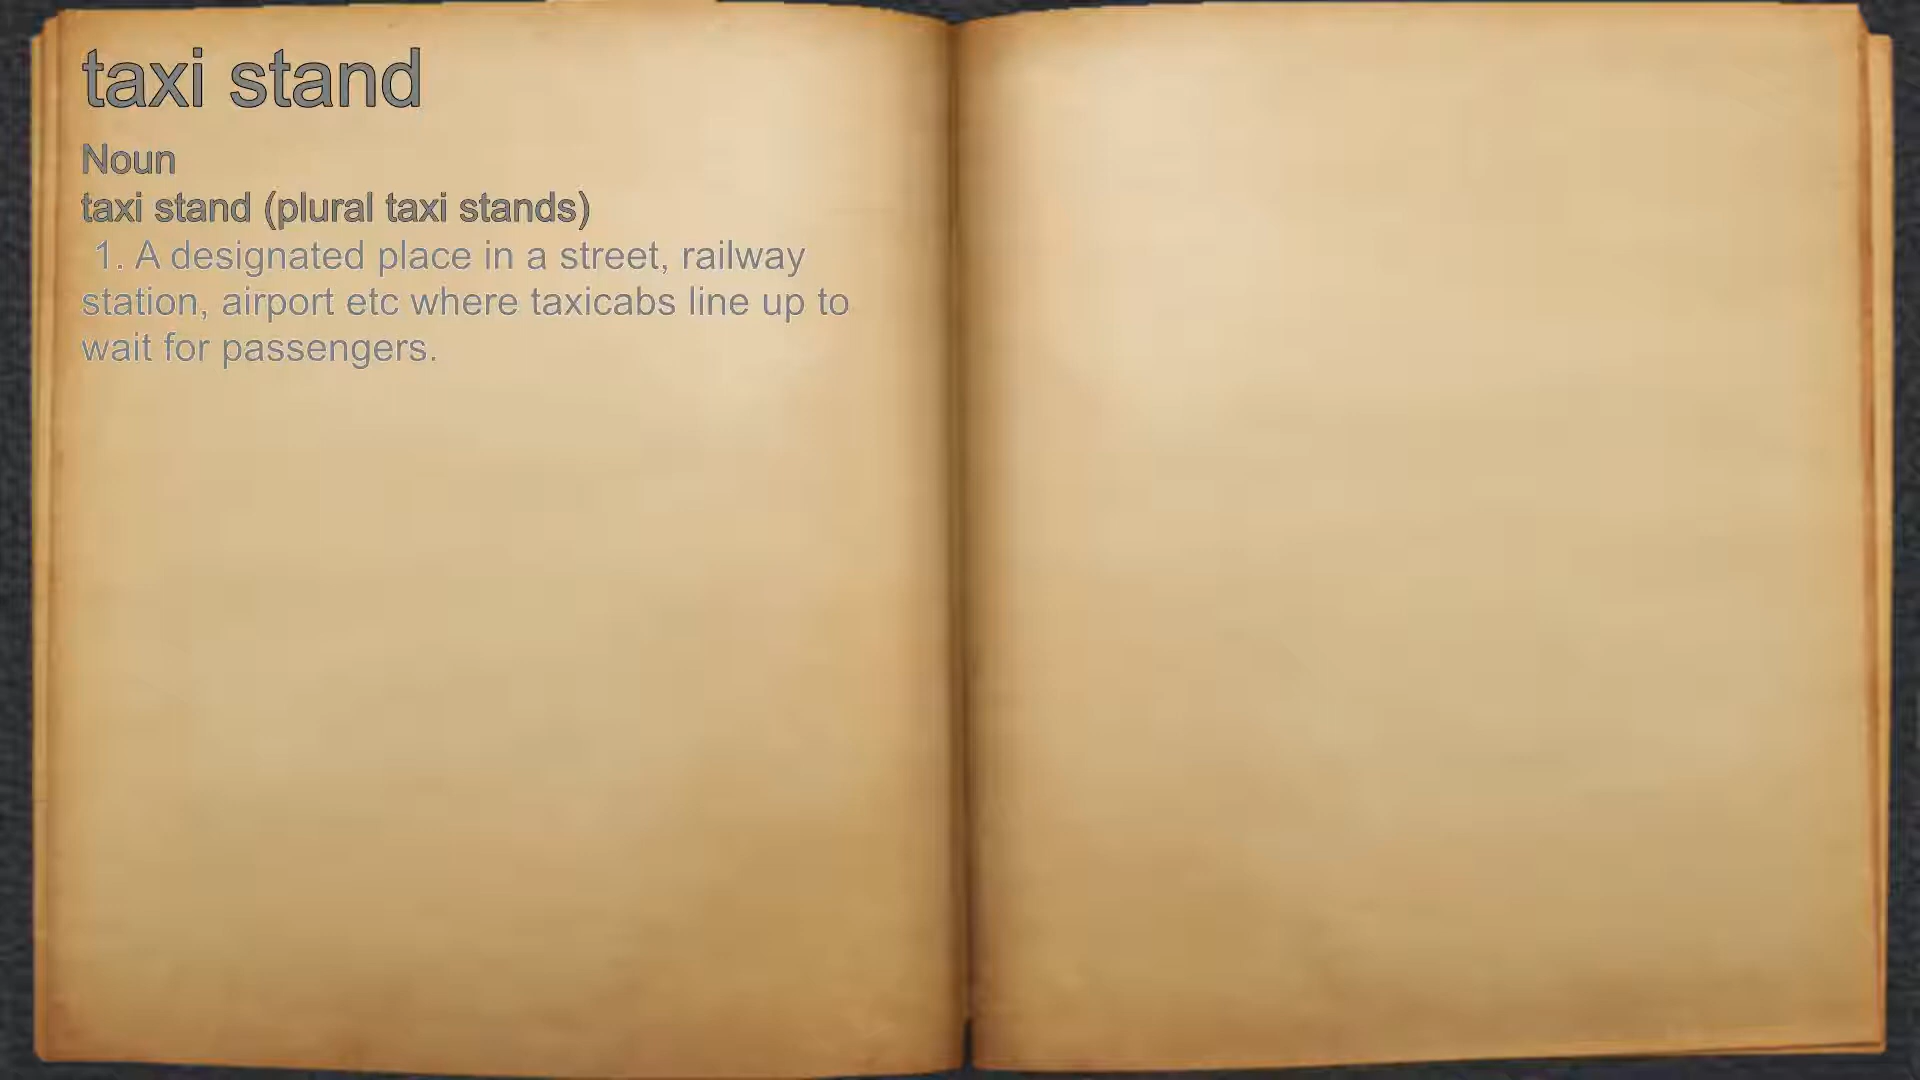 taxi stand
Noun
taxi stand (plural taxi stands)
1. A designated place in a street, railway
station, airport etc where taxicabs line up to
wait for passengers.